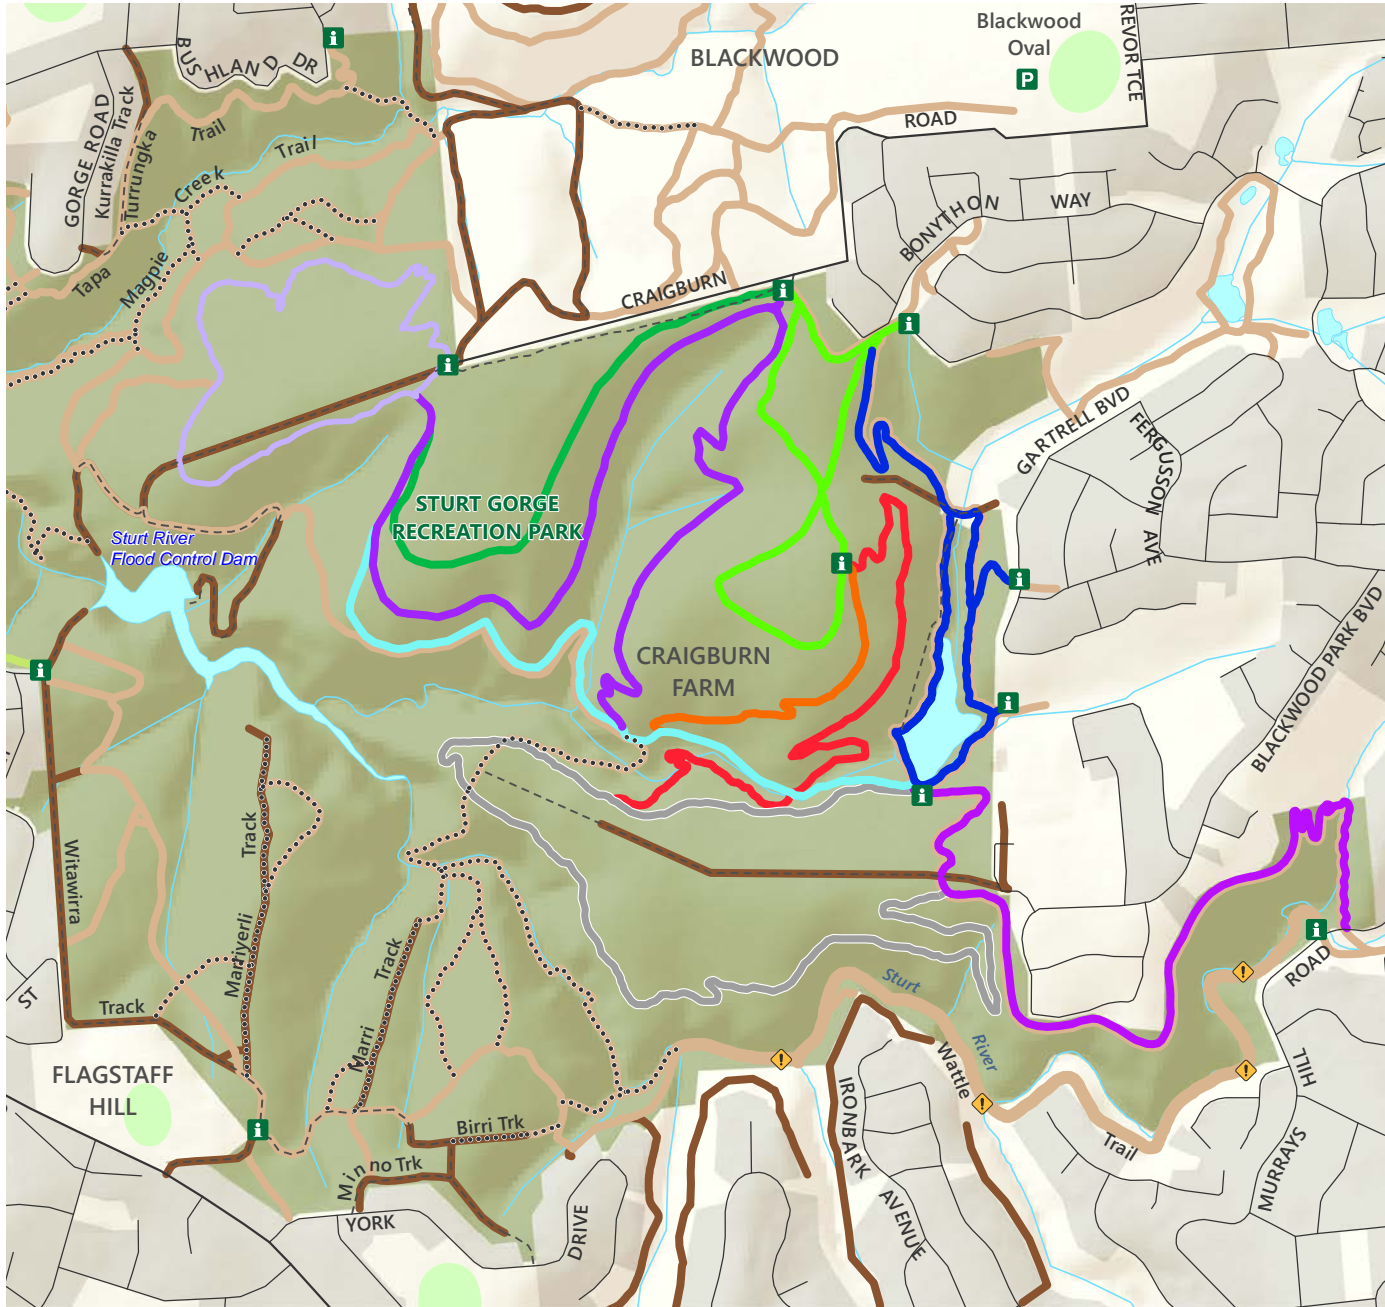 Blackwood
Oval
P
REVOR TCE
BLACKWOOD
BUSHLAND DR
i
GORGE ROAD
Kurrakilla Track
Turrungka
Trail
Creek
Trail
Magpie
Tapa
ROAD
BONYTHON
WAY
CRAIGBURN
i
i
i
GARTRELL BVD
FERGUSSON AVE
STURT GORGE
RECREATION PARK
Sturt River
Flood Control Dam
i
i
BLACKWOOD PARK BVD
CRAIGBURN
FARM
i
i
i
Witawirra
Track
Track
Martiyerli
Track
Marri
Sturt
River
i
ROAD
!
ST
FLAGSTAFF
HILL
i
!
Wattle
!
!
HILL
IRONBARK
AVENUE
Birri Trk
Minno Trk
Trail
MURRAYS
YORK
DRIVE